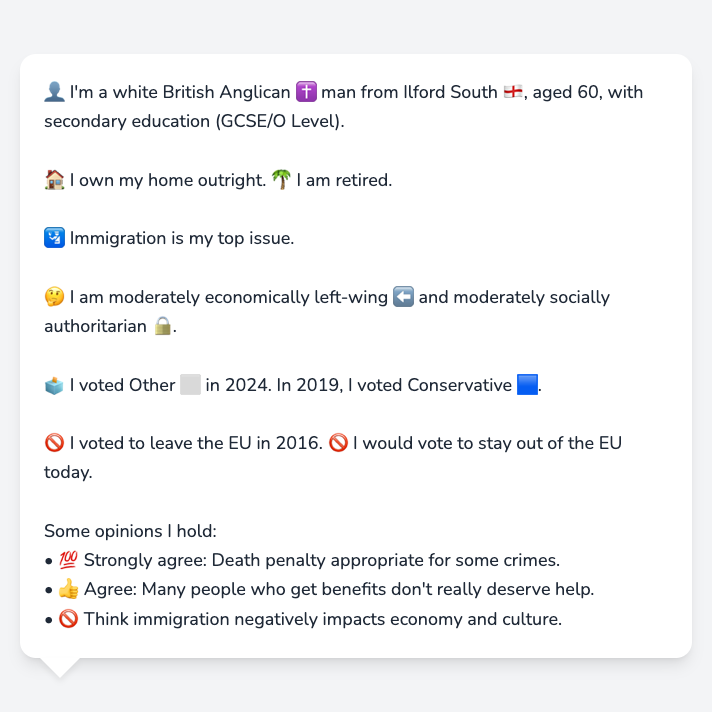 👤 I'm a white British Anglican ✝️ man from Ilford South 🏴󠁧󠁢󠁥󠁮󠁧󠁿, aged 60, with
secondary education (GCSE/O Level).
🏠 I own my home outright. 🌴 I am retired.
🛂 Immigration is my top issue.
🤔 I am moderately economically left-wing ⬅️ and moderately socially
authoritarian 🔒.
🗳️ I voted Other ⬜ in 2024. In 2019, I voted Conservative 🟦.
🚫 I voted to leave the EU in 2016. 🚫 I would vote to stay out of the EU
today.
Some opinions I hold:
• 💯 Strongly agree: Death penalty appropriate for some crimes.
• 👍 Agree: Many people who get benefits don't really deserve help.
• 🚫 Think immigration negatively impacts economy and culture.